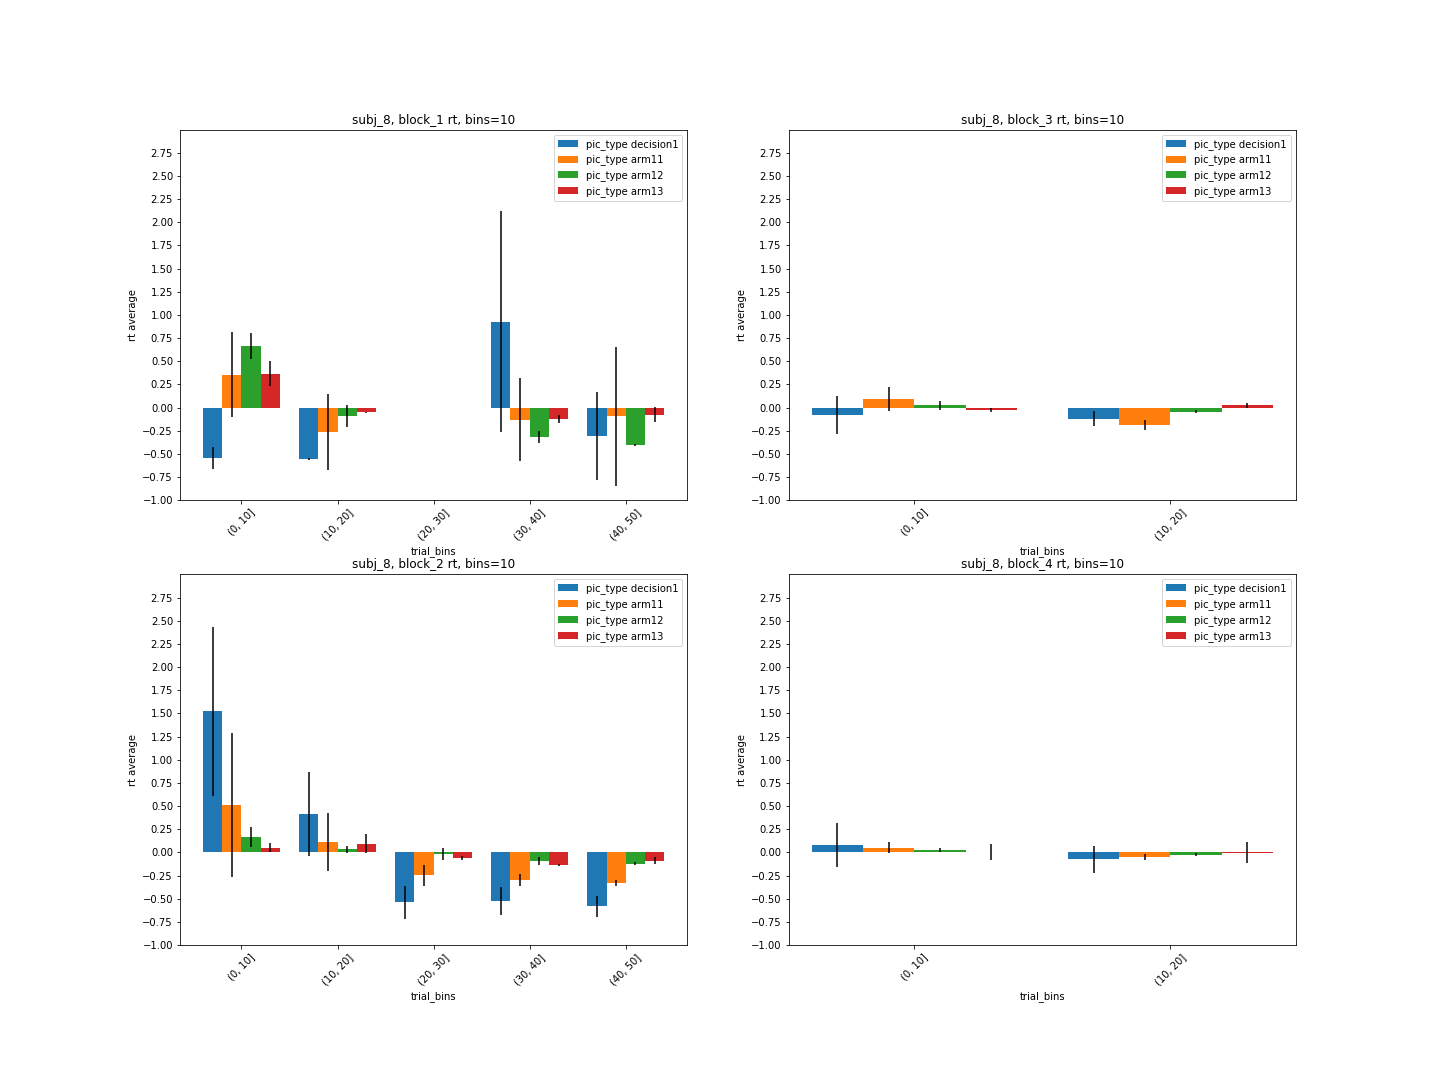 subj_8, block_1 rt, bins=10
pic_type decision1
pic_type arm11
pic_type arm12
pic_type arm13
2.75
2.50
2.25
2.00
1.75
1.50
1.25
1.00
0.75
0.50
0.25
0.00
−0.25
−0.50
−0.75
−1.00
rt average
(0, 10]
(10, 20]
(20, 30]
(30, 40]
(40, 50]
trial_bins
subj_8, block_3 rt, bins=10
pic_type decision1
pic_type arm11
pic_type arm12
pic_type arm13
2.75
2.50
2.25
2.00
1.75
1.50
1.25
1.00
0.75
0.50
0.25
0.00
−0.25
−0.50
−0.75
−1.00
rt average
(0, 10]
(10, 20]
trial_bins
subj_8, block_2 rt, bins=10
pic_type decision1
pic_type arm11
pic_type arm12
pic_type arm13
2.75
2.50
2.25
2.00
1.75
1.50
1.25
1.00
0.75
0.50
0.25
0.00
−0.25
−0.50
−0.75
−1.00
rt average
(0, 10]
(10, 20]
(20, 30]
(30, 40]
(40, 50]
trial_bins
subj_8, block_4 rt, bins=10
pic_type decision1
pic_type arm11
pic_type arm12
pic_type arm13
2.75
2.50
2.25
2.00
1.75
1.50
1.25
1.00
0.75
0.50
0.25
0.00
−0.25
−0.50
−0.75
−1.00
rt average
(0, 10]
(10, 20]
trial_bins